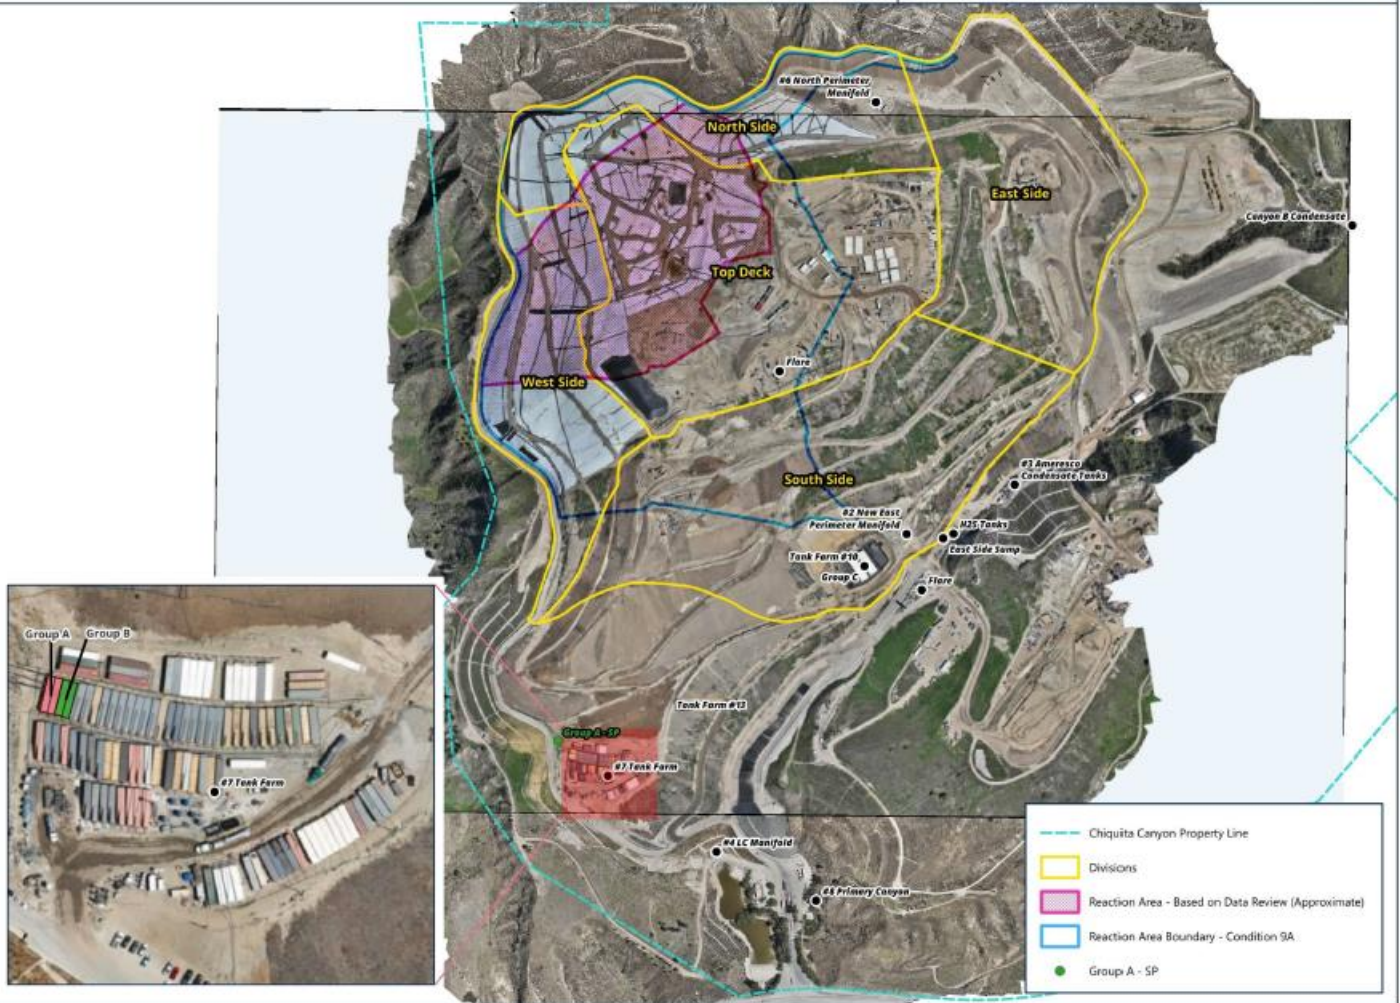 #6 North Perimeter
Manifold
North Side
East Side
Canyon B Condensate
Top Deck
Flare
West Side
#3 Ameresco
Condensate Tanks
South Side
#2 New East
Perimeter Manifold
H2S Tanks
East Side Sump
Tank Farm #10
Group C
Flare
Group A
Group B
#7 Tank Farm
Tank Farm #13
Group A - SP
#7 Tank Farm
#4 LC Manifold
#8 Primary Canyon
Chiquita Canyon Property Line
Divisions
Reaction Area - Based on Data Review (Approximate)
Reaction Area Boundary - Condition 9A
Group A - SP